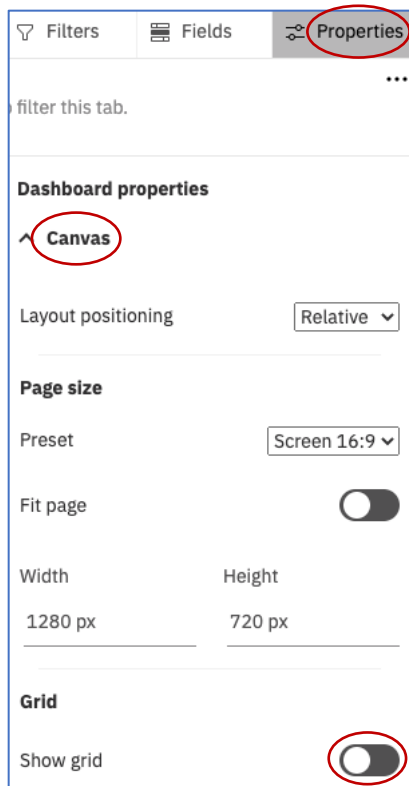 Filters Fields Properties
filter this tab.
Dashboard properties
Canvas
Layout positioning Relative
Page size
Preset Screen 16:9
Fit page
Width Height
1280 px 720 px
Grid
Show grid